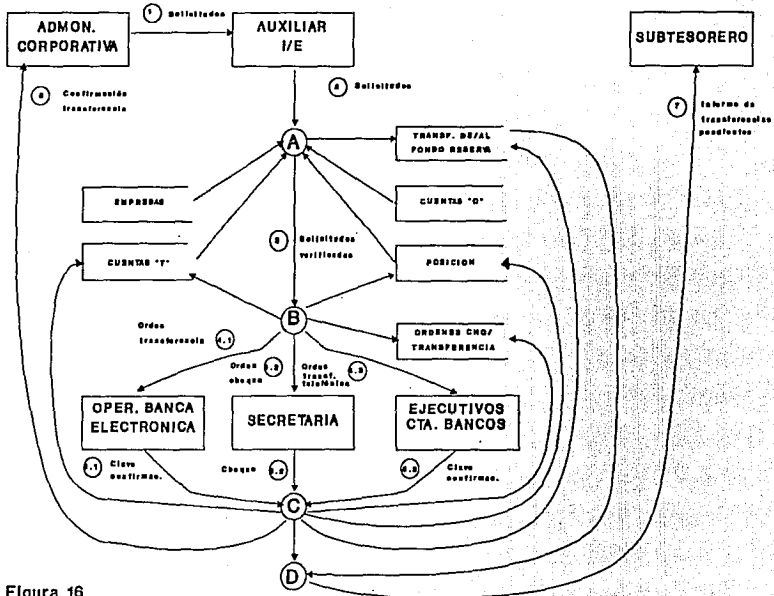 ADMON.
CORPORATIVA
1 Solicitudes
AUXILIAR
I/E
SUBTESORERO
6 Confirmación
transferencia
2 Solicitudes
7 Informe de
transferencias
pendientes
A
TRANSF. DE/AL
FONDO RESERVA
EMPRESAS
CUENTAS "O"
3 Solicitudes
verificadas
CUENTAS "T"
POSICION
B
ORDENES CHQ/
TRANSFERENCIA
Orden
transferencia 4.1
Orden
cheque 4.2
Orden
transf.
telefónica 4.3
OPER. BANCA
ELECTRONICA
SECRETARIA
EJECUTIVOS
CTA. BANCOS
5.1 Clave
confirmac.
Cheque 5.2
5.3 Clave
confirmac.
C
D
Figura 16